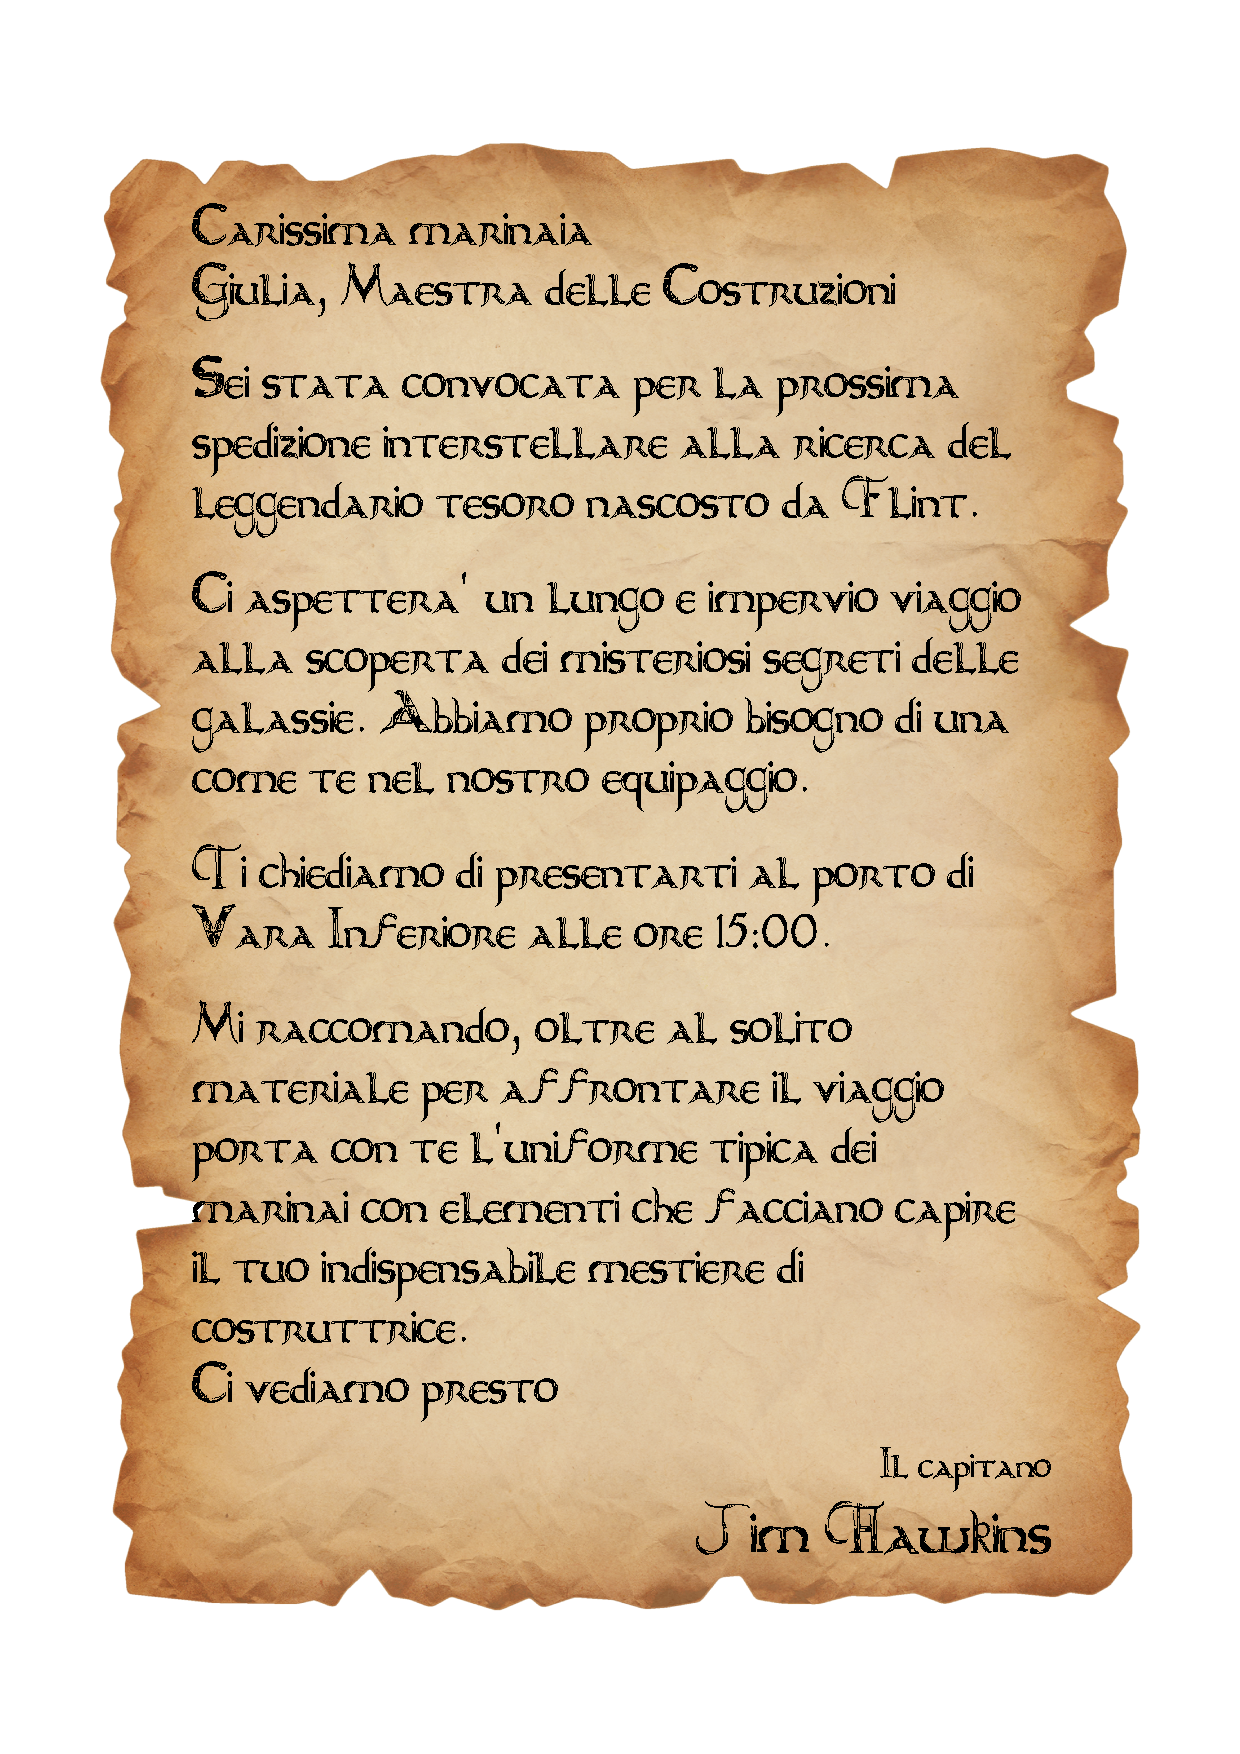 Carissima marinaia
Giulia, Maestra delle Costruzioni
Sei stata convocata per la prossima
spedizione interstellare alla ricerca del
leggendario tesoro nascosto da Flint.
Ci aspettera' un lungo e impervio viaggio
alla scoperta dei misteriosi segreti delle
galassie. Abbiamo proprio bisogno di una
come te nel nostro equipaggio.
Ti chiediamo di presentarti al porto di
Vara Inferiore alle ore 15:00.
Mi raccomando, oltre al solito
materiale per affrontare il viaggio
porta con te l'uniforme tipica dei
marinai con elementi che facciano capire
il tuo indispensabile mestiere di
costruttrice.
Ci vediamo presto
Il capitano
Jim Hawkins